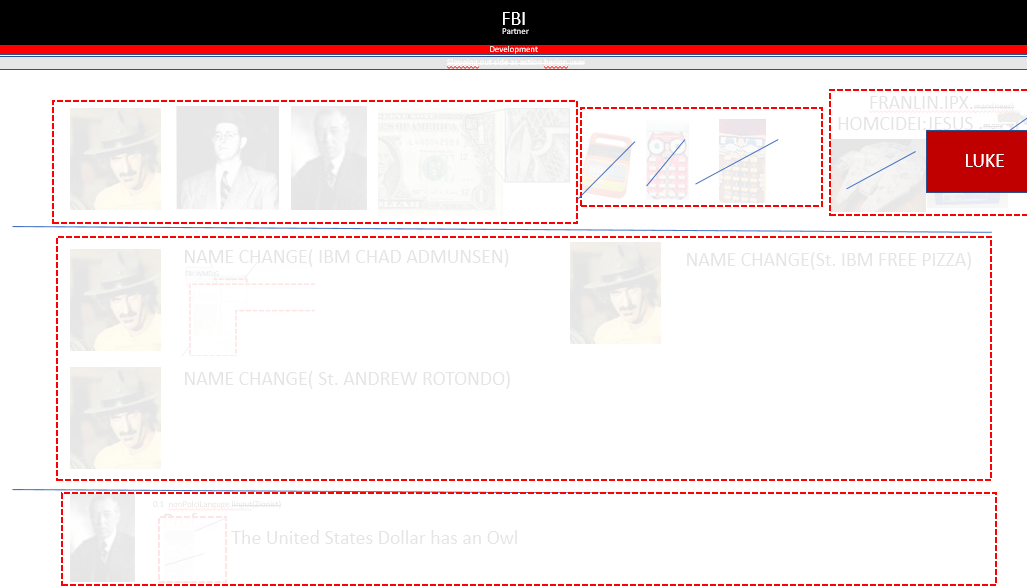 FBI
Partner
Development
FRANLIN.IPX.
HOMCIDEI:JESUS
LUKE
NAME CHANGE( IBM CHAD ADMUNSEN)
NAME CHANGE(St. IBM FREE PIZZA)
NAME CHANGE( St. ANDREW ROTONDO)
The United States Dollar has an Owl